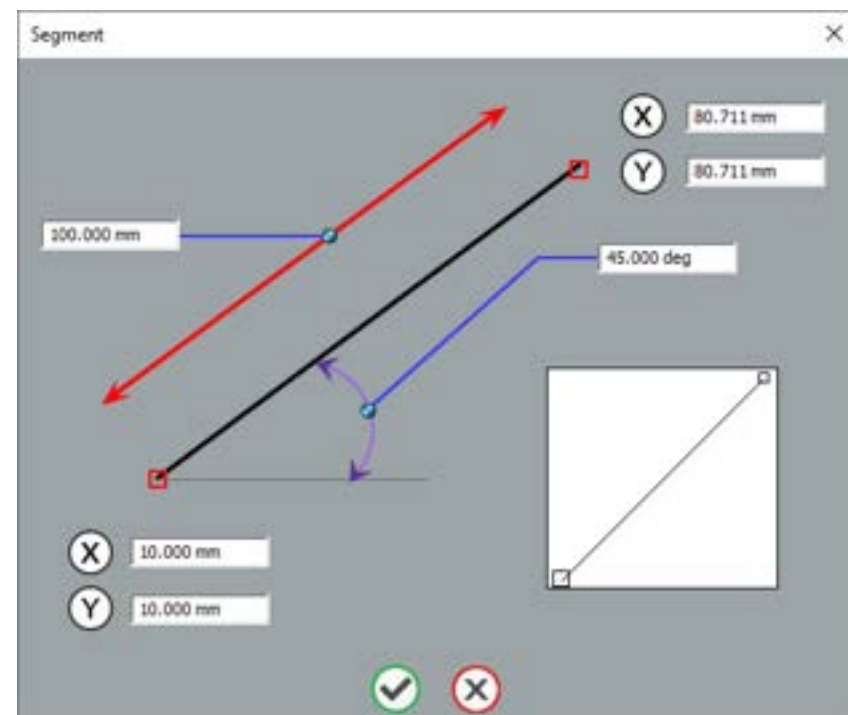 Segment
X 80.711 mm
Y 80.711 mm
100.000 mm
45.000 deg
X 10.000 mm
Y 10.000 mm